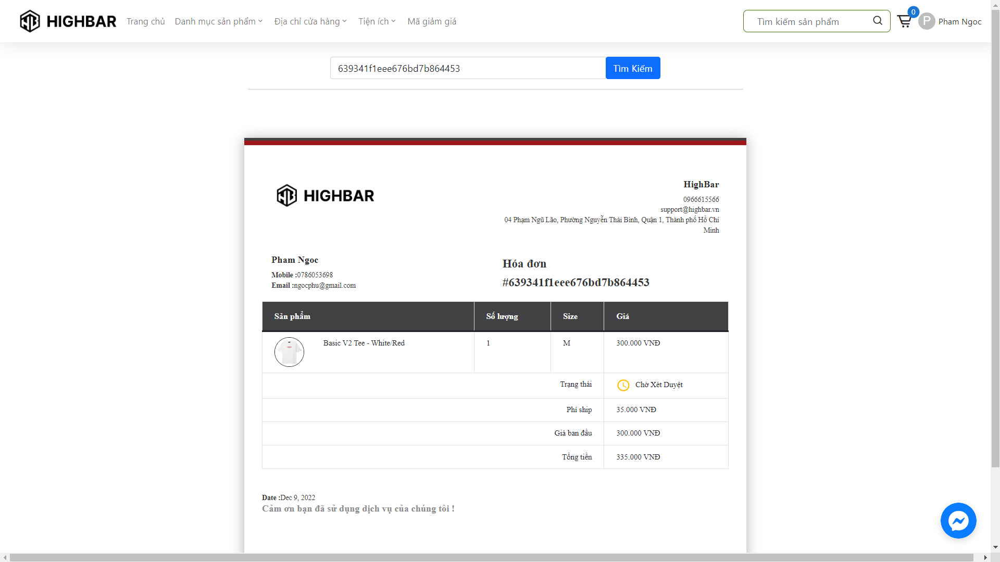 HIGHBAR
Trang chủ
Danh mục sản phẩm
Địa chỉ cửa hàng
Tiện ích
Mã giảm giá
Tìm kiếm sản phẩm
0
P
Pham Ngoc
639341f1eee676bd7b864453
Tìm Kiếm
HIGHBAR
HighBar
0966615566
support@highbar.vn
04 Phạm Ngũ Lão, Phường Nguyễn Thái Bình, Quận 1, Thành phố Hồ Chí
Minh
Pham Ngoc
Mobile :0786053698
Email :ngocphu@gmail.com
Hóa đơn
#639341f1eee676bd7b864453
Sản phẩm Số lượng Size Giá
Basic V2 Tee - White/Red 1 M 300.000 VNĐ
Trạng thái Chờ Xét Duyệt
Phí ship 35.000 VNĐ
Giá ban đầu 300.000 VNĐ
Tổng tiền 335.000 VNĐ
Date :Dec 9, 2022
Cảm ơn bạn đã sử dụng dịch vụ của chúng tôi !